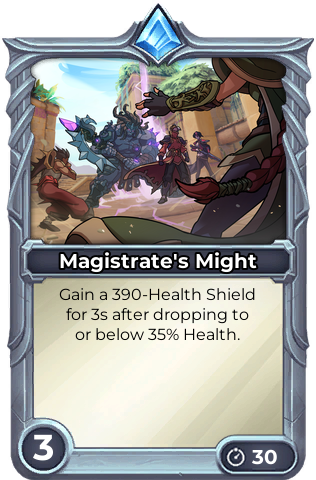 Magistrate's Might
Gain a 390-Health Shield
for 3s after dropping to
or below 35% Health.
3
30